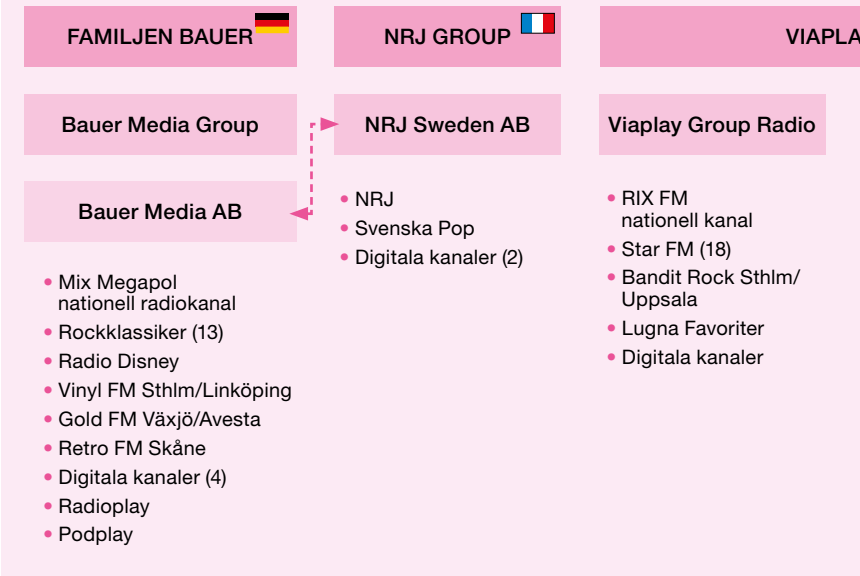 FAMILJEN BAUER
Bauer Media Group
Bauer Media AB
• Mix Megapol
nationell radiokanal
• Rockklassiker (13)
• Radio Disney
• Vinyl FM Sthlm/Linköping
• Gold FM Växjö/Avesta
• Retro FM Skåne
• Digitala kanaler (4)
• Radioplay
• Podplay
NRJ GROUP
NRJ Sweden AB
• NRJ
• Svenska Pop
• Digitala kanaler (2)
VIAPLA
Viaplay Group Radio
• RIX FM
nationell kanal
• Star FM (18)
• Bandit Rock Sthlm/
Uppsala
• Lugna Favoriter
• Digitala kanaler